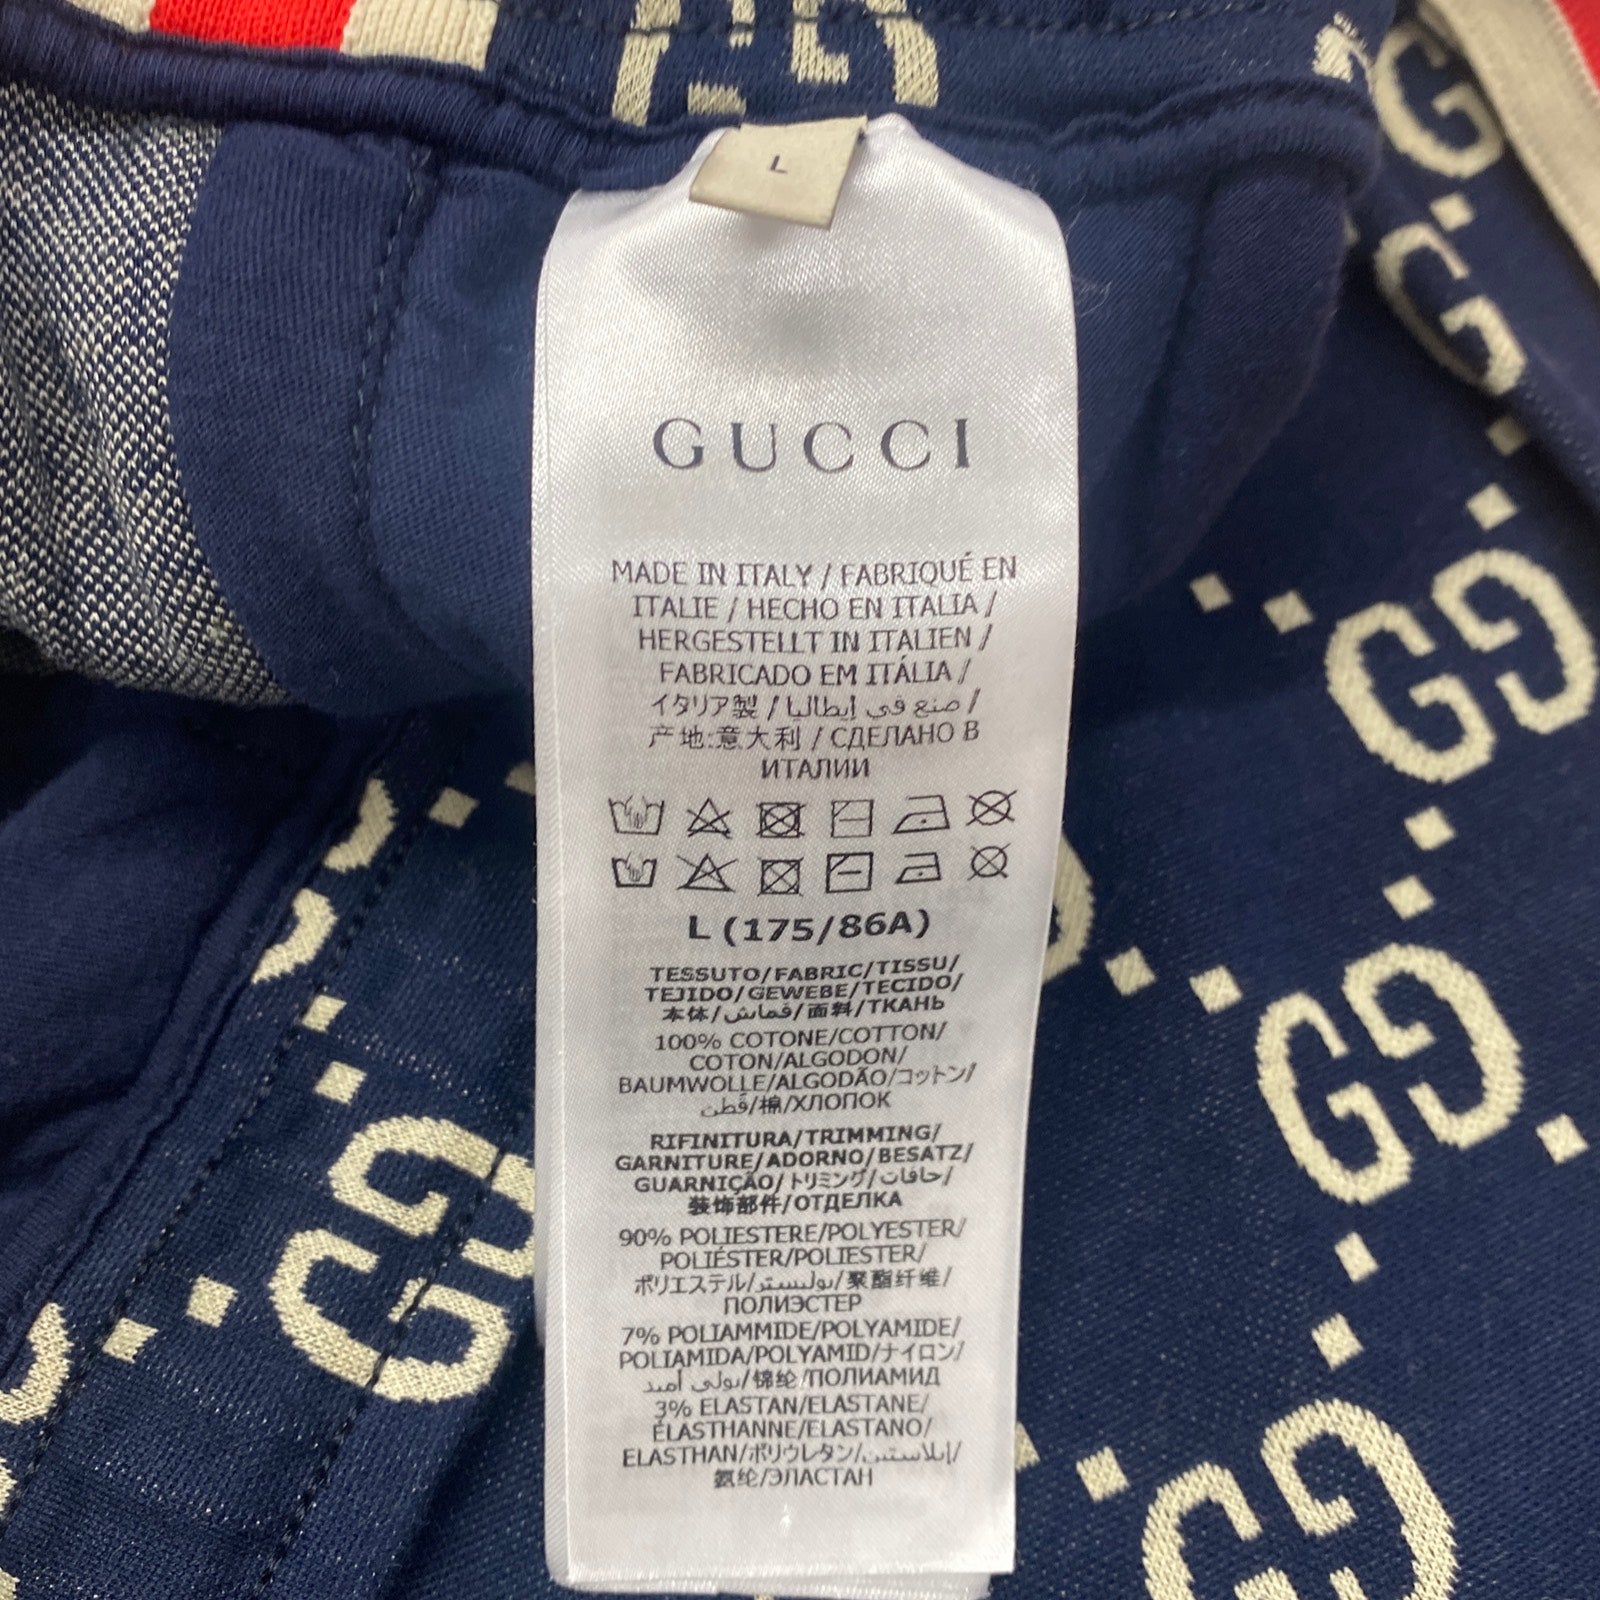 L
GUCCI
MADE IN ITALY / FABRIQUÉ EN
ITALIE / HECHO EN ITALIA /
HERGESTELLT IN ITALIEN /
FABRICADO EM ITÁLIA /
イタリア製 / صنع في إيطاليا /
产地:意大利 / СДЕЛАНО В
ИТАЛИИ
L (175/86A)
TESSUTO/FABRIC/TISSU/
TEJIDO/GEWEBE/TECIDO/
本体/قماش/面料/ТКАНЬ
100% COTONE/COTTON/
COTON/ALGODON/
BAUMWOLLE/ALGODÃO/コットン/
قطن/棉/ХЛОПОК
RIFINITURA/TRIMMING/
GARNITURE/ADORNO/BESATZ/
GUARNIÇÃO/トリミング/حافات/
装饰部件/ОТДЕЛКА
90% POLIESTERE/POLYESTER/
POLIÉSTER/POLIESTER/
ポリエステル/بوليستر/聚酯纤维/
ПОЛИЭСТЕР
7% POLIAMMIDE/POLYAMIDE/
POLIAMIDA/POLYAMID/ナイロン/
بولي أميد/锦纶/ПОЛИАМИД
3% ELASTAN/ELASTANE/
ÉLASTHANNE/ELASTANO/
ELASTHAN/ポリウレタン/إيلاستين/
氨纶/ЭЛАСТАН